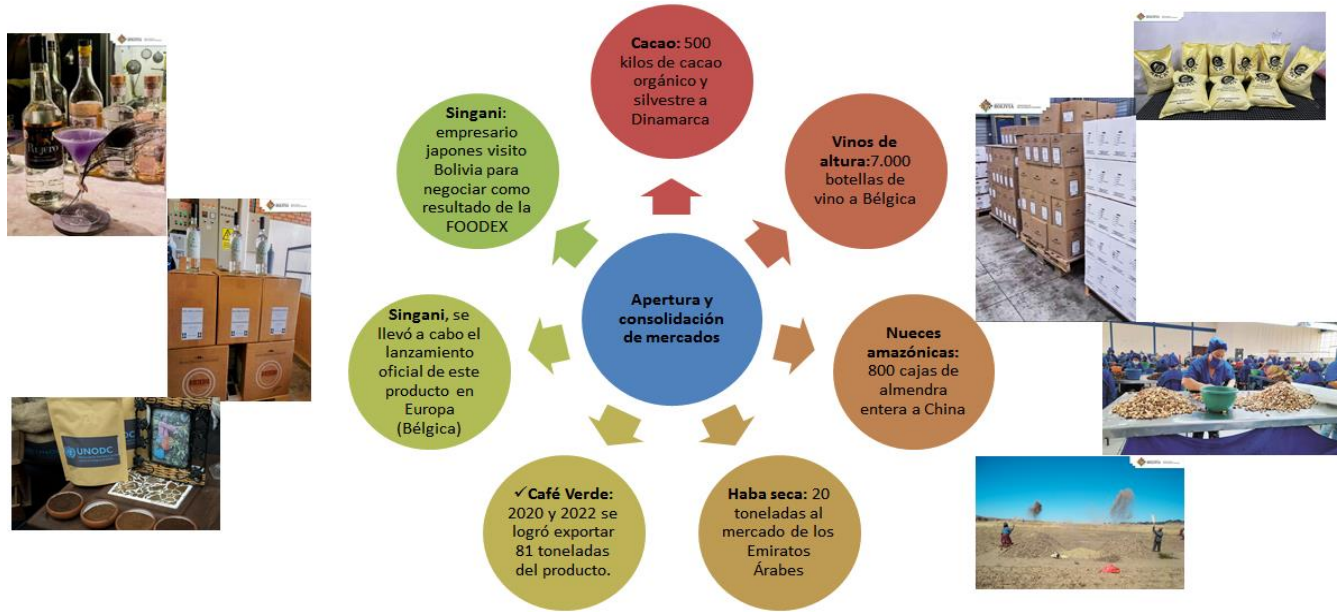 Cacao: 500
kilos de cacao
orgánico y
silvestre a
Dinamarca
Vinos de
altura:7.000
botellas de
vino a Bélgica
Nueces
amazónicas:
800 cajas de
almendra
entera a China
Haba seca: 20
toneladas al
mercado de los
Emiratos
Árabes
✓Café Verde:
2020 y 2022 se
logró exportar
81 toneladas
del producto.
Singani, se
llevó a cabo el
lanzamiento
oficial de este
producto en
Europa
(Bélgica)
Singani:
empresario
japones visito
Bolivia para
negociar como
resultado de la
FOODEX
Apertura y
consolidación
de mercados
BOLIVIA
UNODC